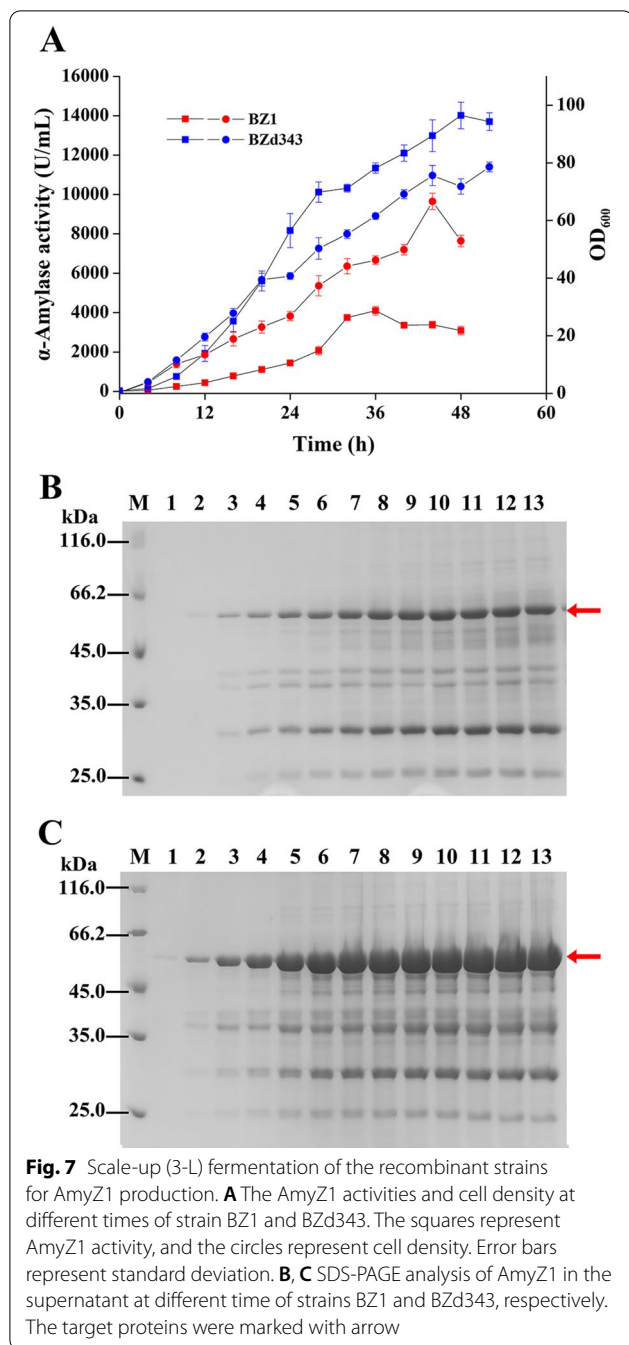 A
α-Amylase activity (U/mL)
16000
14000
12000
10000
8000
6000
4000
2000
0
BZ1
BZd343
100
80
60
40
20
0
OD600
0 12 24 36 48 60
Time (h)
B
M 1 2 3 4 5 6 7 8 9 10 11 12 13
kDa
116.0
66.2
45.0
35.0
25.0
C
M 1 2 3 4 5 6 7 8 9 10 11 12 13
kDa
116.0
66.2
45.0
35.0
25.0
Fig. 7 Scale-up (3-L) fermentation of the recombinant strains
for AmyZ1 production. A The AmyZ1 activities and cell density at
different times of strain BZ1 and BZd343. The squares represent
AmyZ1 activity, and the circles represent cell density. Error bars
represent standard deviation. B, C SDS-PAGE analysis of AmyZ1 in the
supernatant at different time of strains BZ1 and BZd343, respectively.
The target proteins were marked with arrow